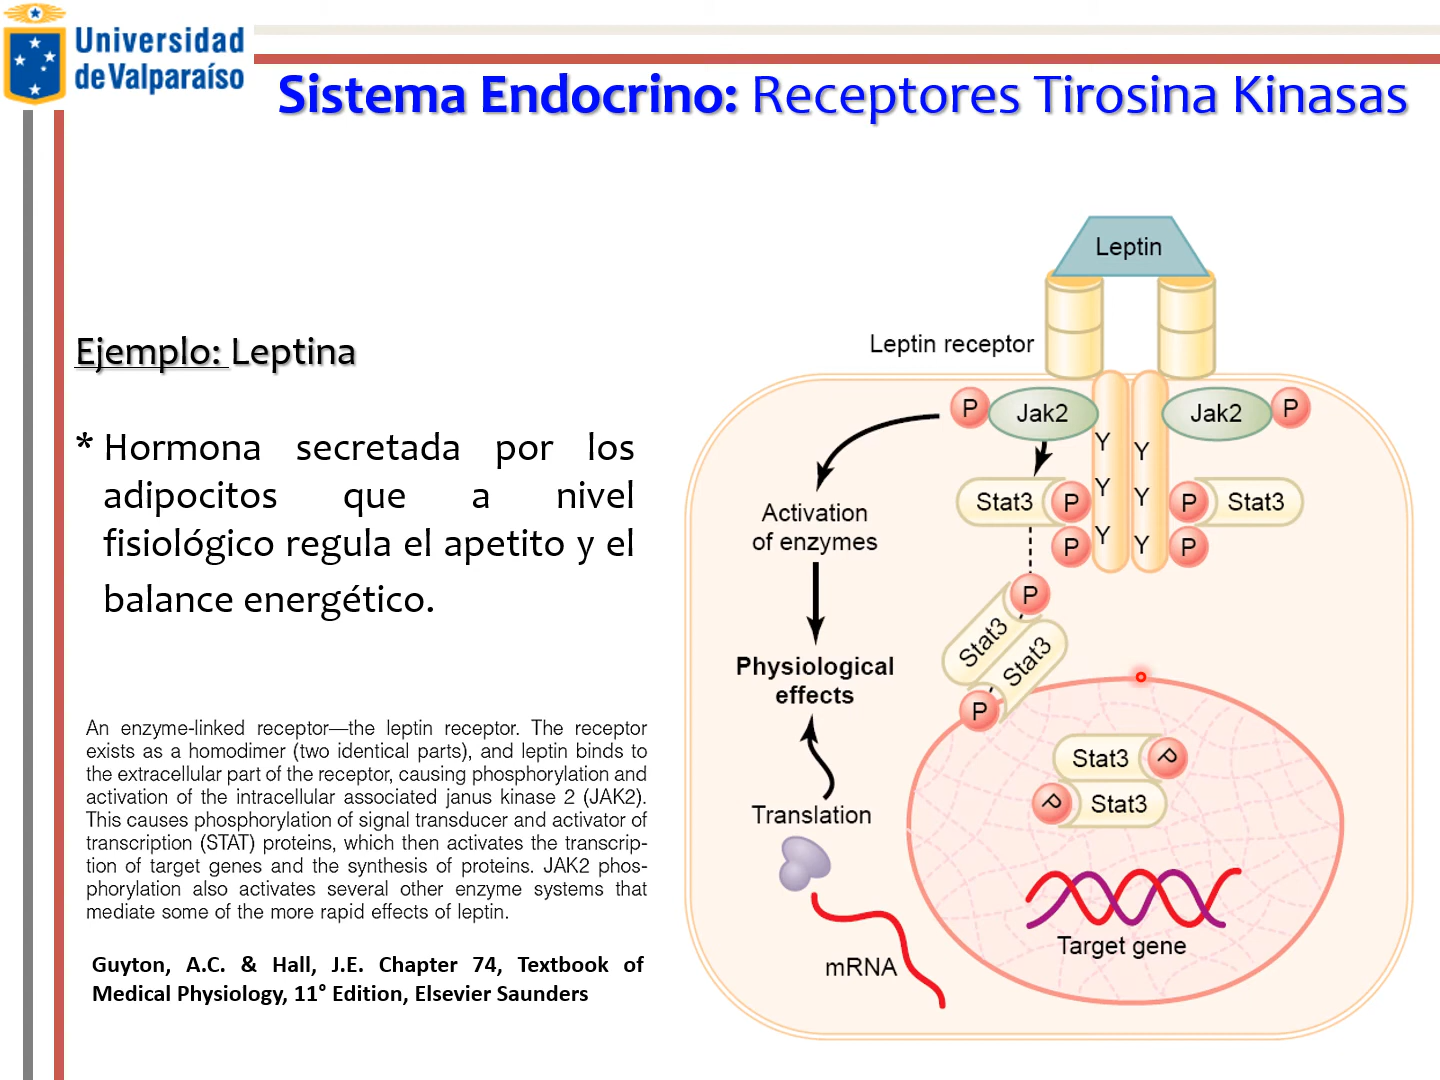 Universidad
de Valparaíso
Sistema Endocrino: Receptores Tirosina Kinasas
Ejemplo: Leptina
* Hormona secretada por los
adipocitos que a nivel
fisiológico regula el apetito y el
balance energético.
An enzyme-linked receptor—the leptin receptor. The receptor
exists as a homodimer (two identical parts), and leptin binds to
the extracellular part of the receptor, causing phosphorylation and
activation of the intracellular associated janus kinase 2 (JAK2).
This causes phosphorylation of signal transducer and activator of
transcription (STAT) proteins, which then activates the transcrip-
tion of target genes and the synthesis of proteins. JAK2 phos-
phorylation also activates several other enzyme systems that
mediate some of the more rapid effects of leptin.
Guyton, A.C. & Hall, J.E. Chapter 74, Textbook of
Medical Physiology, 11° Edition, Elsevier Saunders
Leptin
Leptin receptor
P Jak2 Jak2 P
Y Y
Stat3 P Y Y P Stat3
P Y Y P
Activation
of enzymes
P
Stat3
Stat3
P
Physiological
effects
Stat3 P
P Stat3
Translation
Target gene
mRNA